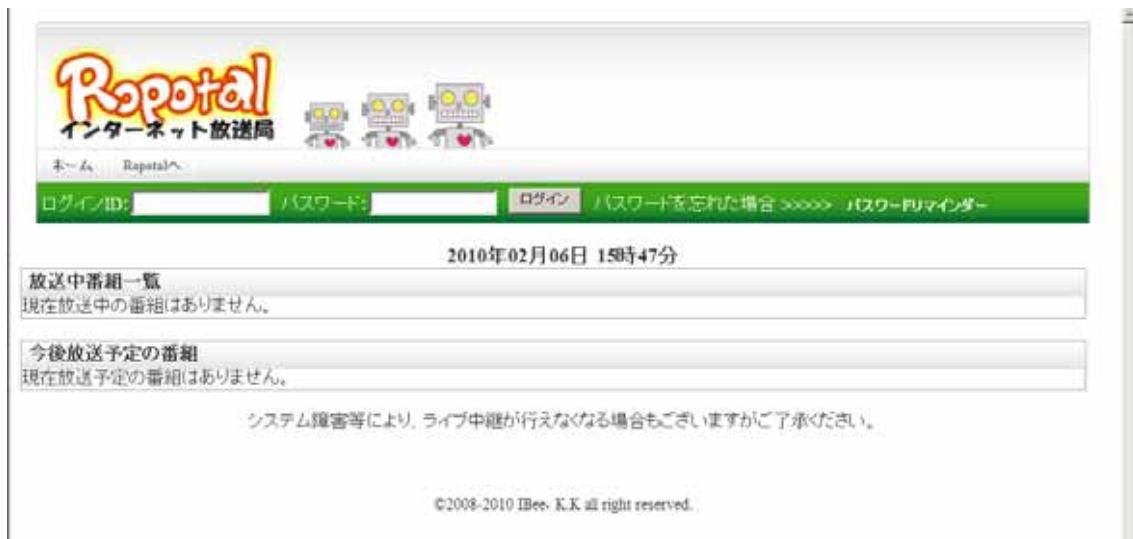 Ropotal
インターネット放送局
ホーム Ropotalへ
ログインID: パスワード: ログイン パスワードを忘れた場合 >>>>> パスワードリマインダー
2010年02月06日 15時47分
放送中番組一覧
現在放送中の番組はありません。
今後放送予定の番組
現在放送予定の番組はありません。
システム障害等により、ライブ中継が行えなくなる場合もございますがご了承ください。
©2008-2010 IBee. K.K all right reserved.